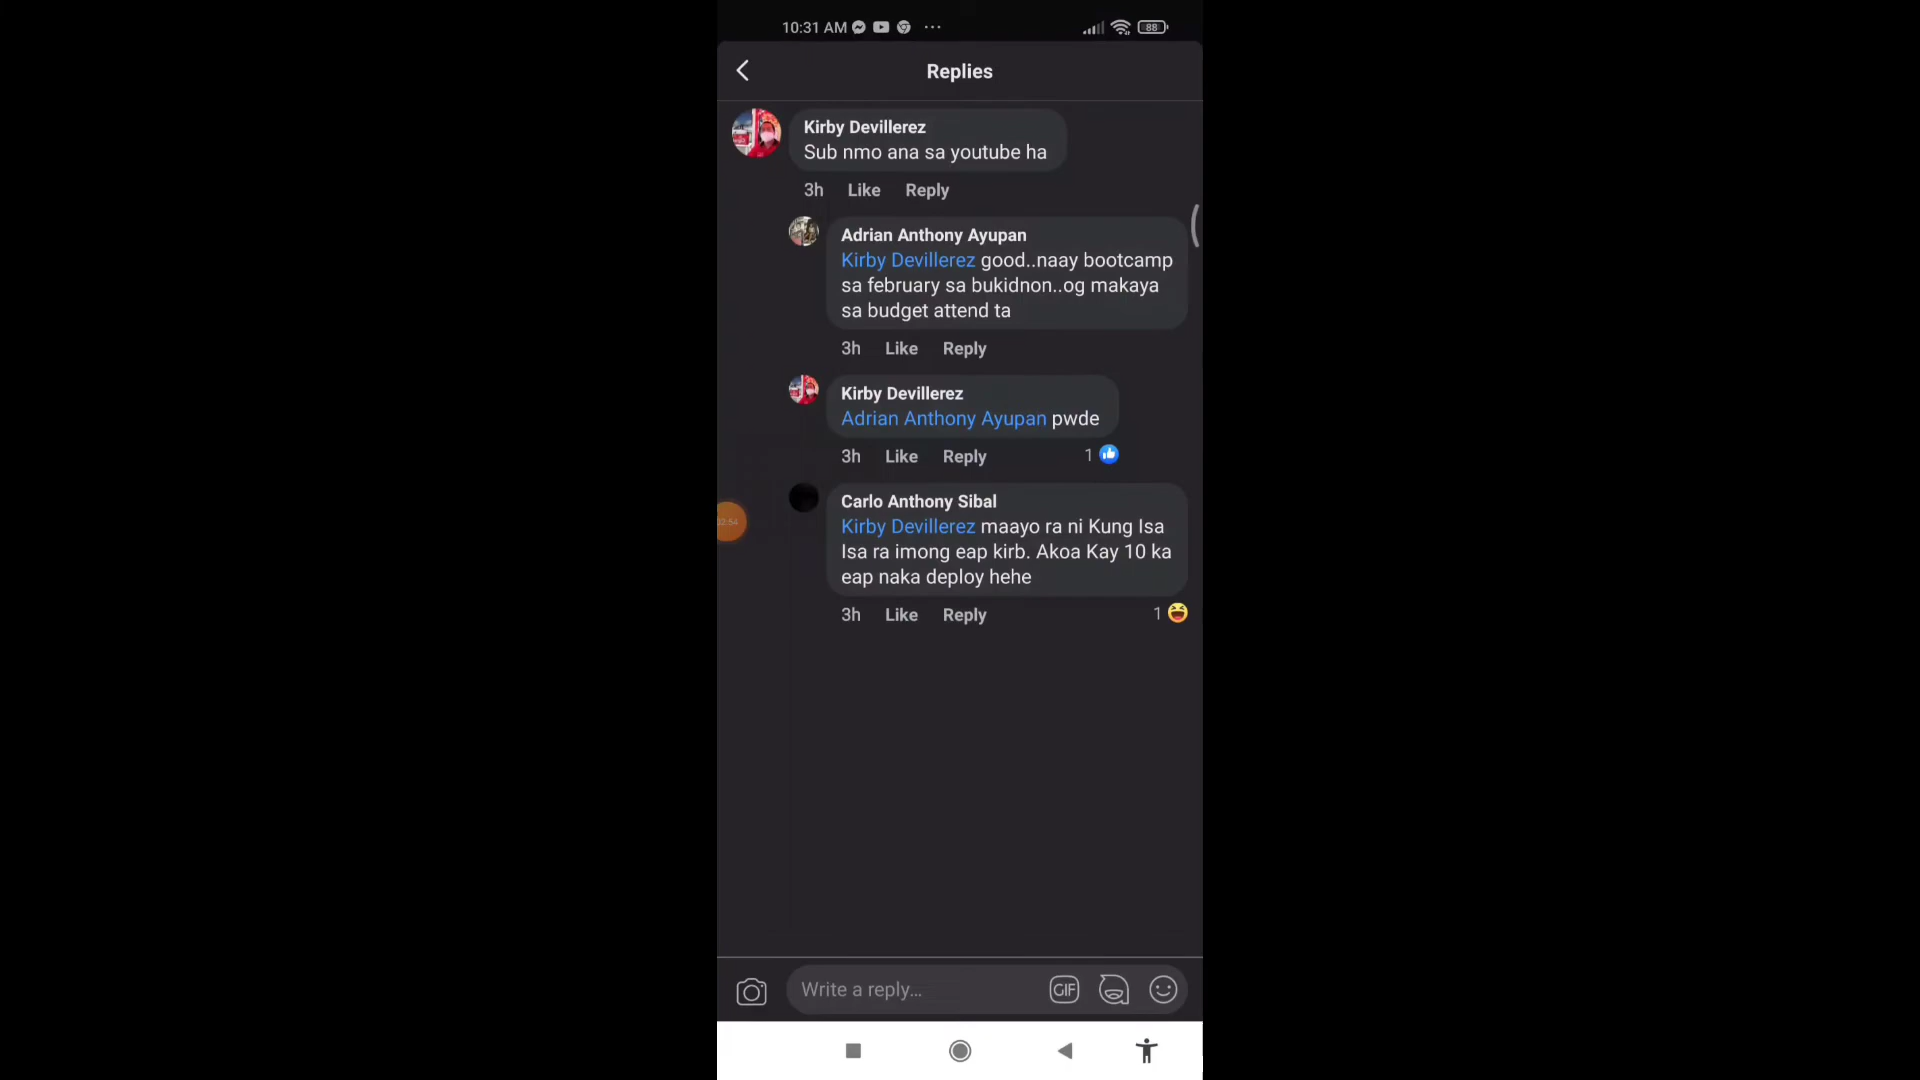 10:31 AM
88
Replies
Kirby Devillerez
Sub nmo ana sa youtube ha
3h Like Reply
Adrian Anthony Ayupan
Kirby Devillerez good..naay bootcamp
sa february sa bukidnon..og makaya
sa budget attend ta
3h Like Reply
Kirby Devillerez
Adrian Anthony Ayupan pwde
3h Like Reply 1
Carlo Anthony Sibal
Kirby Devillerez maayo ra ni Kung Isa
Isa ra imong eap kirb. Akoa Kay 10 ka
eap naka deploy hehe
3h Like Reply 1
02:54
Write a reply...
GIF